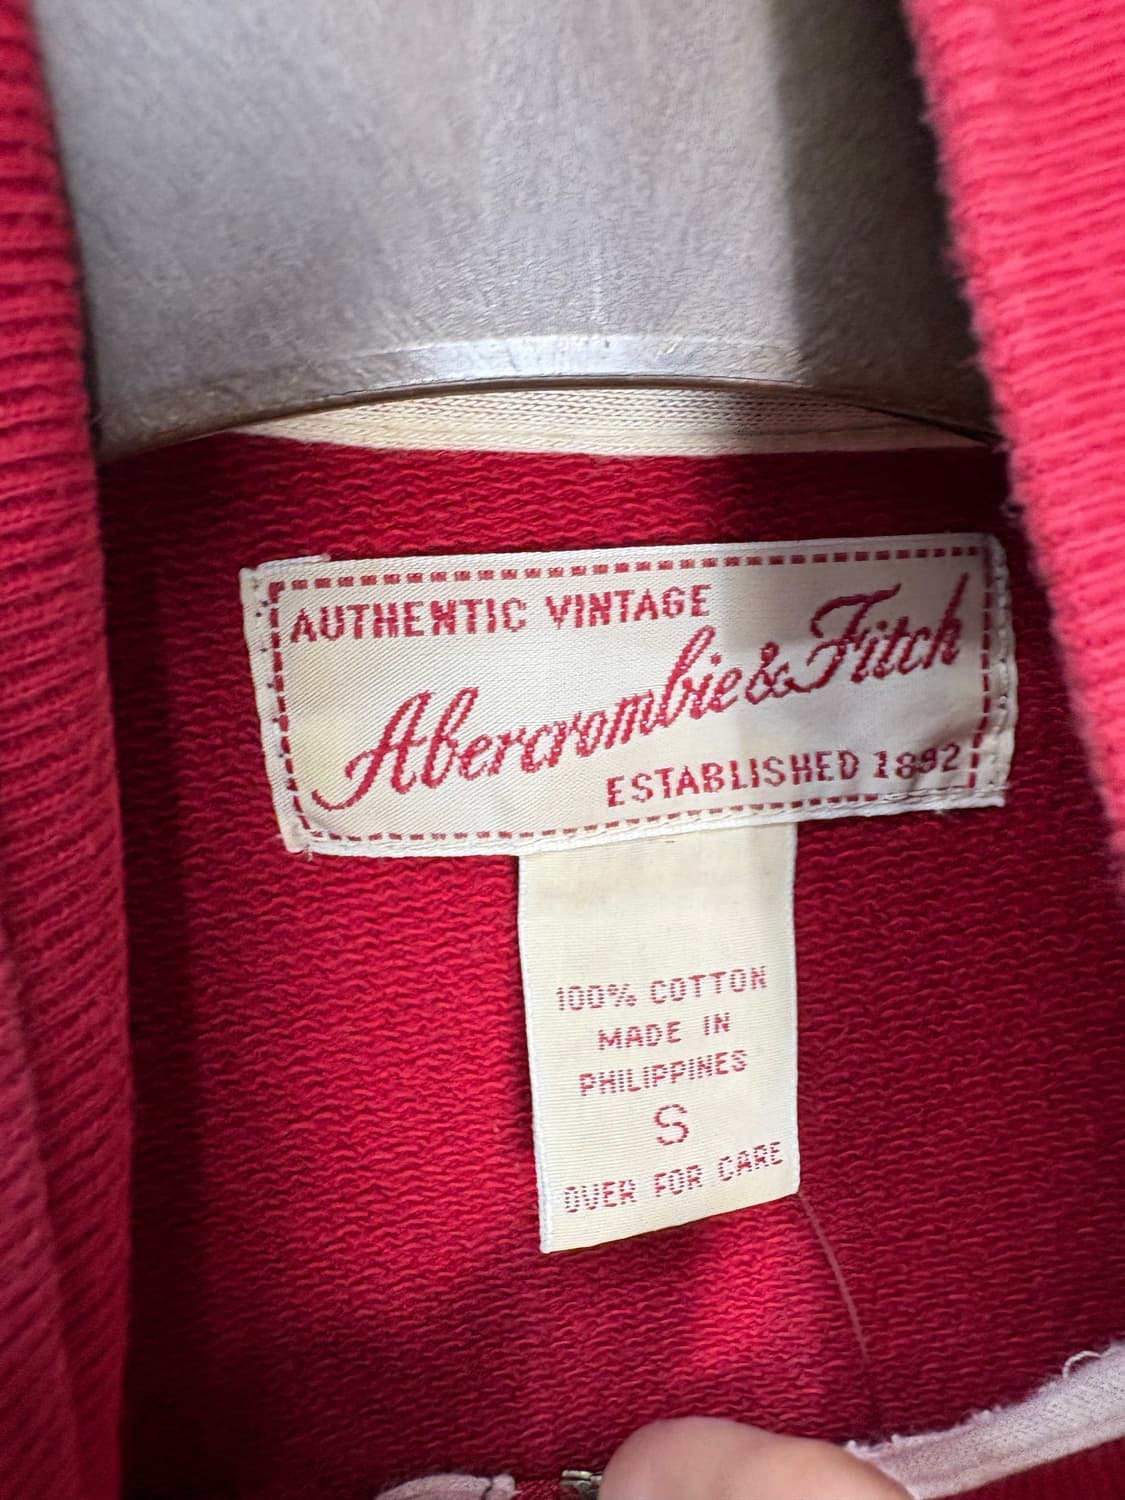 AUTHENTIC VINTAGE
Abercrombie & Fitch
ESTABLISHED 1892
100% COTTON
MADE IN
PHILIPPINES
S
OVER FOR CARE